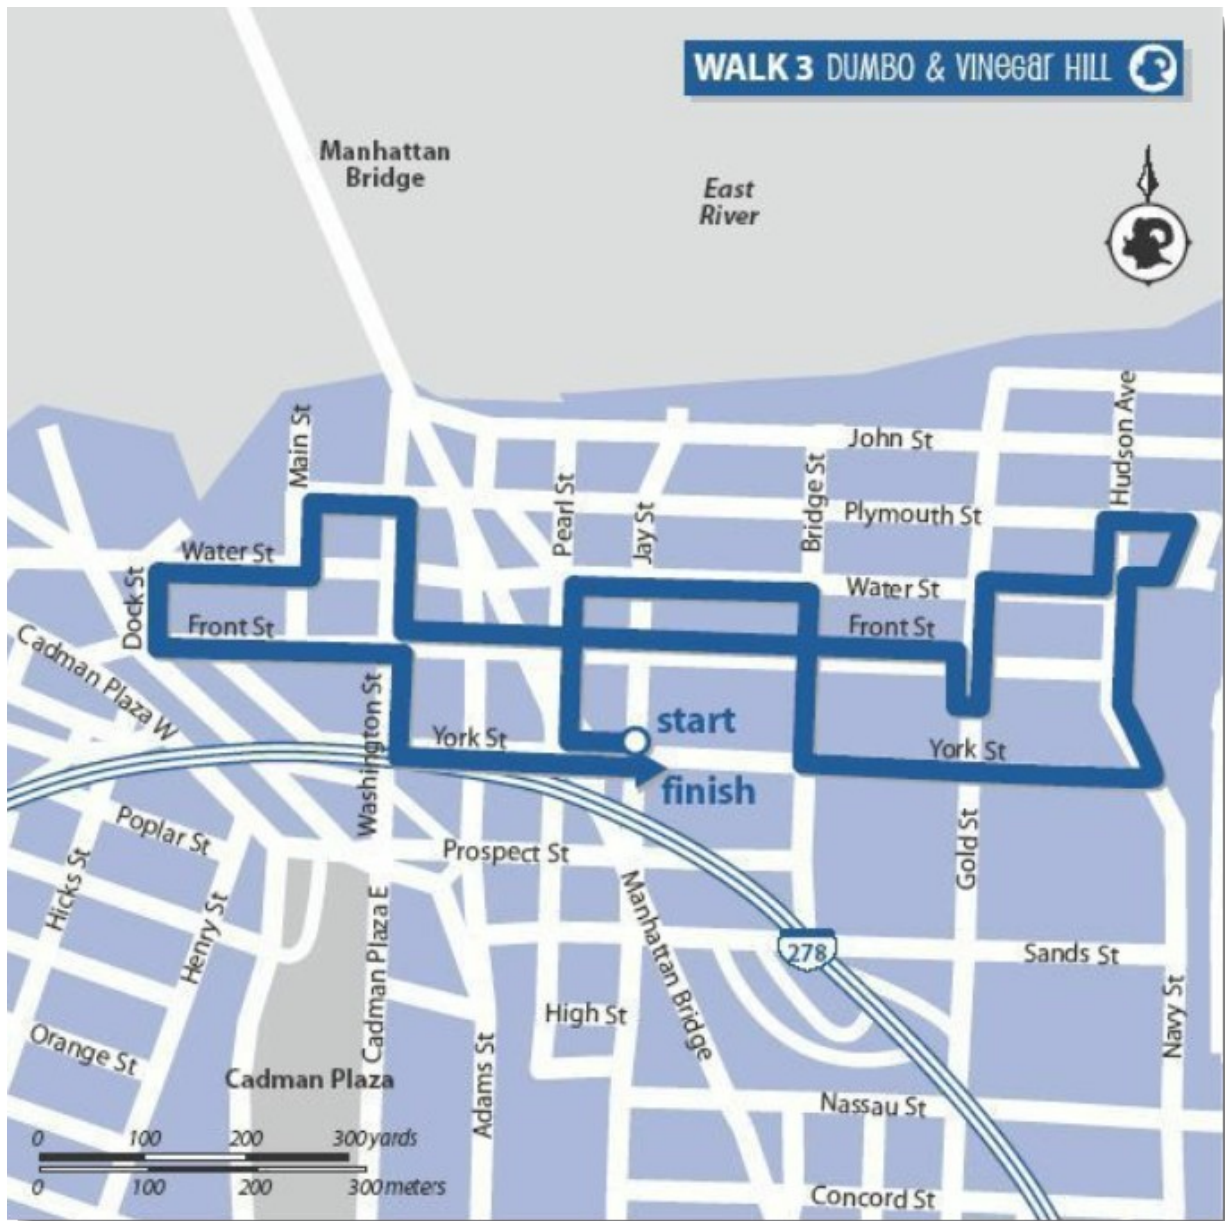 WALK 3 DUMBO & VINEGAR HILL
Manhattan
Bridge
East
River
Main St
Hudson Ave
John St
Pearl St
Jay St
Bridge St
Plymouth St
Water St
Water St
Dock St
Front St
Front St
Cadman Plaza W
Washington St
York St
start
York St
finish
Poplar St
Prospect St
Gold St
Hicks St
Henry St
Cadman Plaza E
Manhattan Bridge
278
Sands St
High St
Navy St
Orange St
Adams St
Cadman Plaza
Nassau St
0 100 200 300 yards
0 100 200 300 meters
Concord St